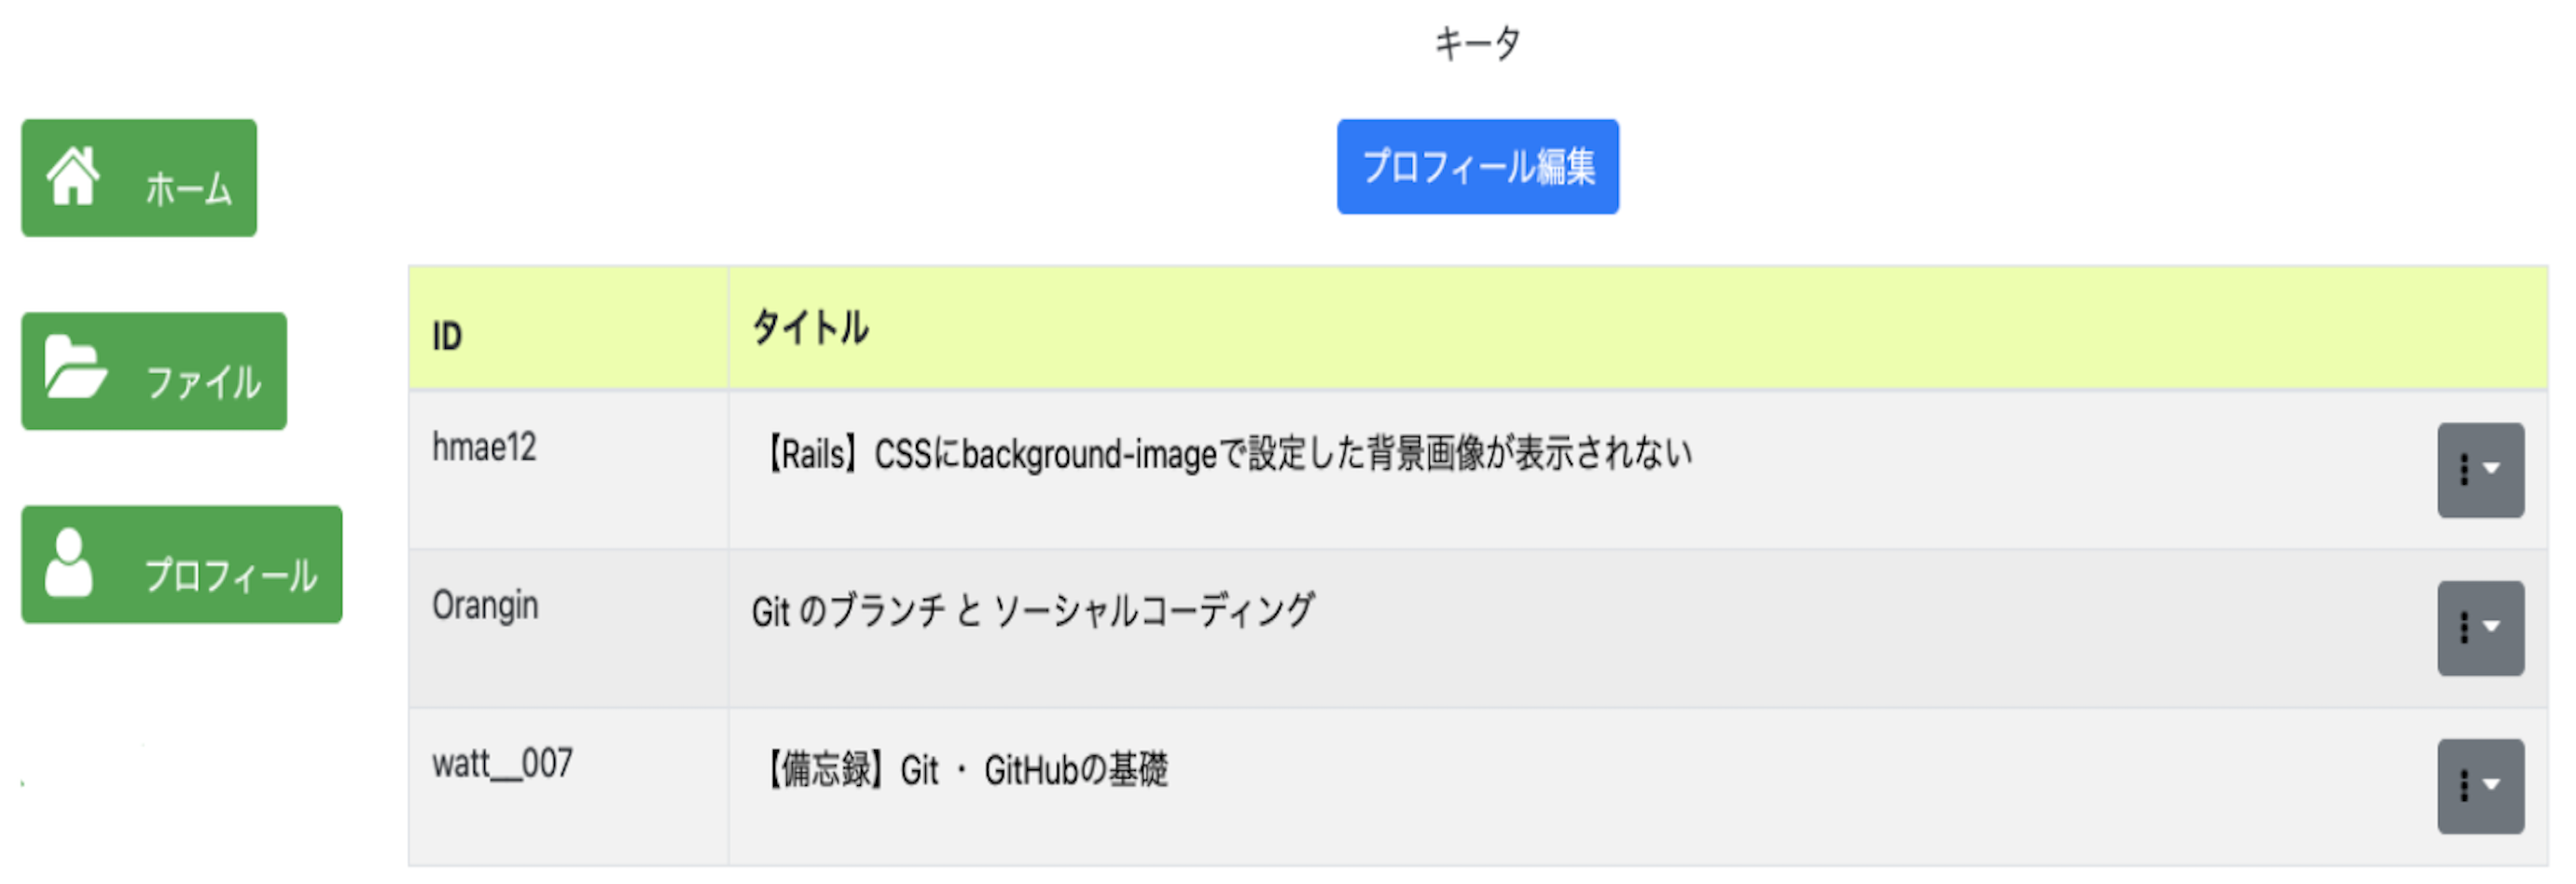 キータ
プロフィール編集
ホーム
ファイル
プロフィール
ID タイトル
hmae12 【Rails】CSSにbackground-imageで設定した背景画像が表示されない
Orangin Git のブランチ と ソーシャルコーディング
watt__007 【備忘録】Git ・ GitHubの基礎